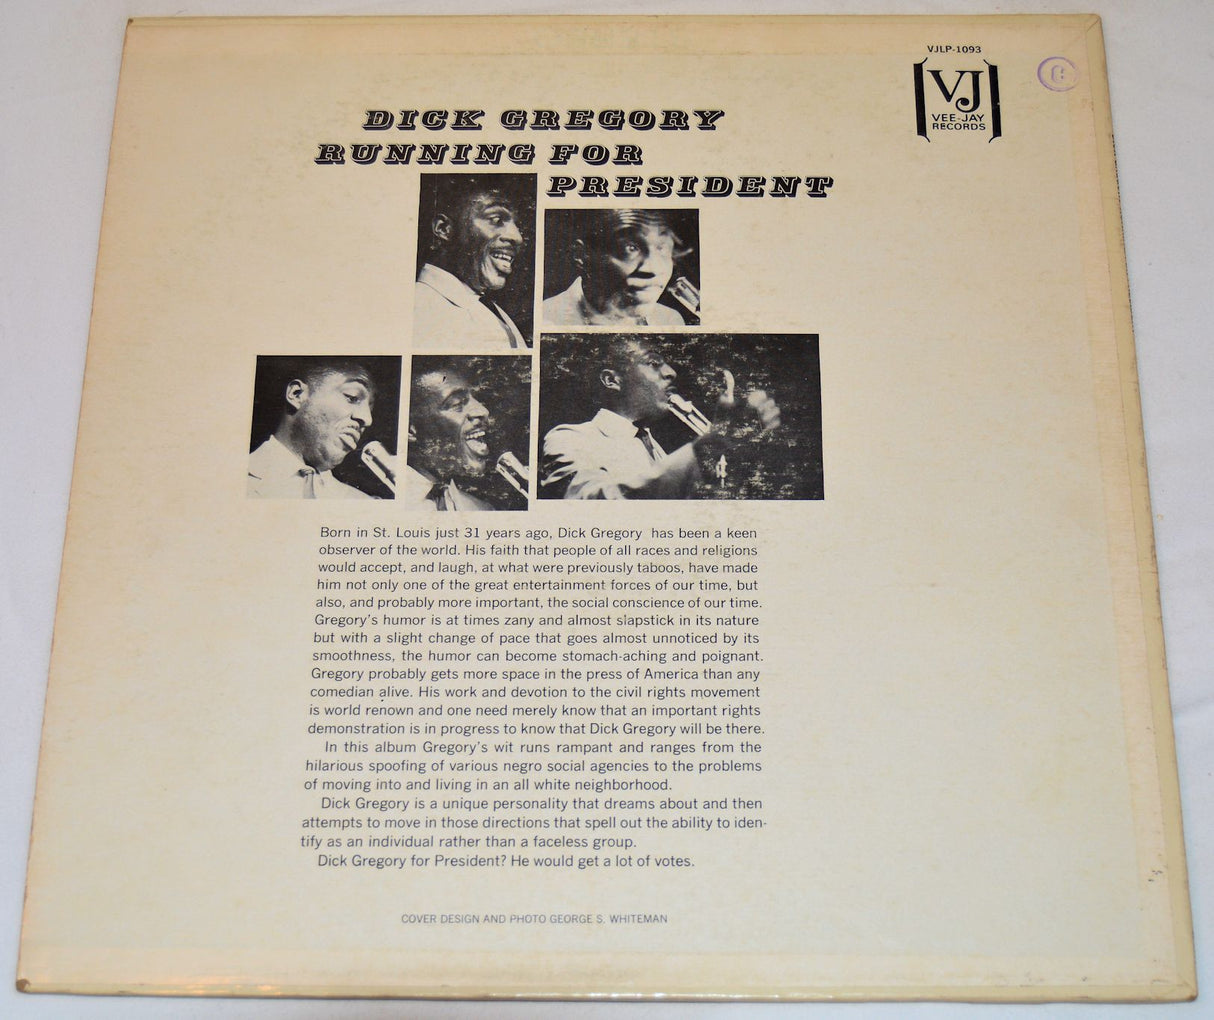 VJLP-1093
VJ
VEE-JAY
RECORDS
DICK GREGORY
RUNNING FOR
PRESIDENT
Born in St. Louis just 31 years ago, Dick Gregory has been a keen
observer of the world. His faith that people of all races and religions
would accept, and laugh, at what were previously taboos, have made
him not only one of the great entertainment forces of our time, but
also, and probably more important, the social conscience of our time.
Gregory's humor is at times zany and almost slapstick in its nature
but with a slight change of pace that goes almost unnoticed by its
smoothness, the humor can become stomach-aching and poignant.
Gregory probably gets more space in the press of America than any
comedian alive. His work and devotion to the civil rights movement
is world renown and one need merely know that an important rights
demonstration is in progress to know that Dick Gregory will be there.
In this album Gregory's wit runs rampant and ranges from the
hilarious spoofing of various negro social agencies to the problems
of moving into and living in an all white neighborhood.
Dick Gregory is a unique personality that dreams about and then
attempts to move in those directions that spell out the ability to iden-
tify as an individual rather than a faceless group.
Dick Gregory for President? He would get a lot of votes.
COVER DESIGN AND PHOTO GEORGE S. WHITEMAN